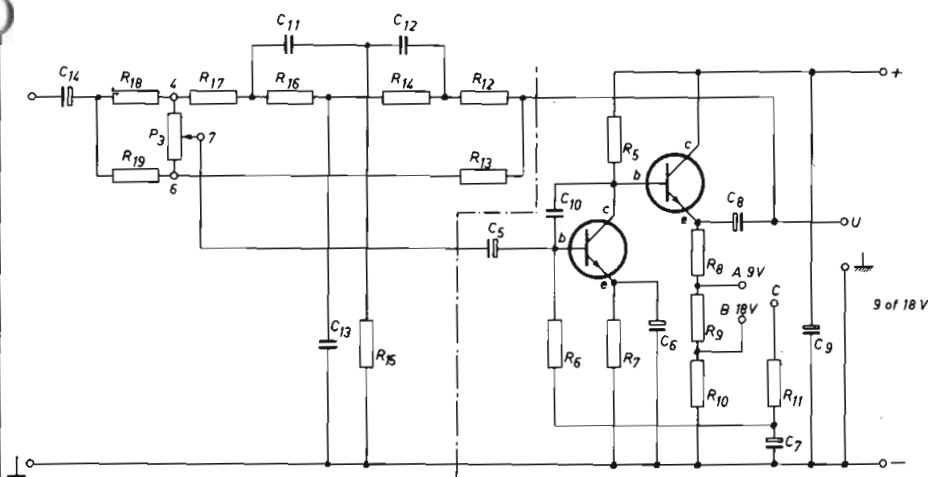 C11
C12
C14
R18
4
R17
R16
R14
R12
+
P3
7
R5
c
R19
R13
b
6
C10
c
C8
C5
b
e
U
R8
A 9V
e
B 18V
C
9 of 18 V
C13
R15
R6
R7
C6
R9
C9
R10
R11
C7
—